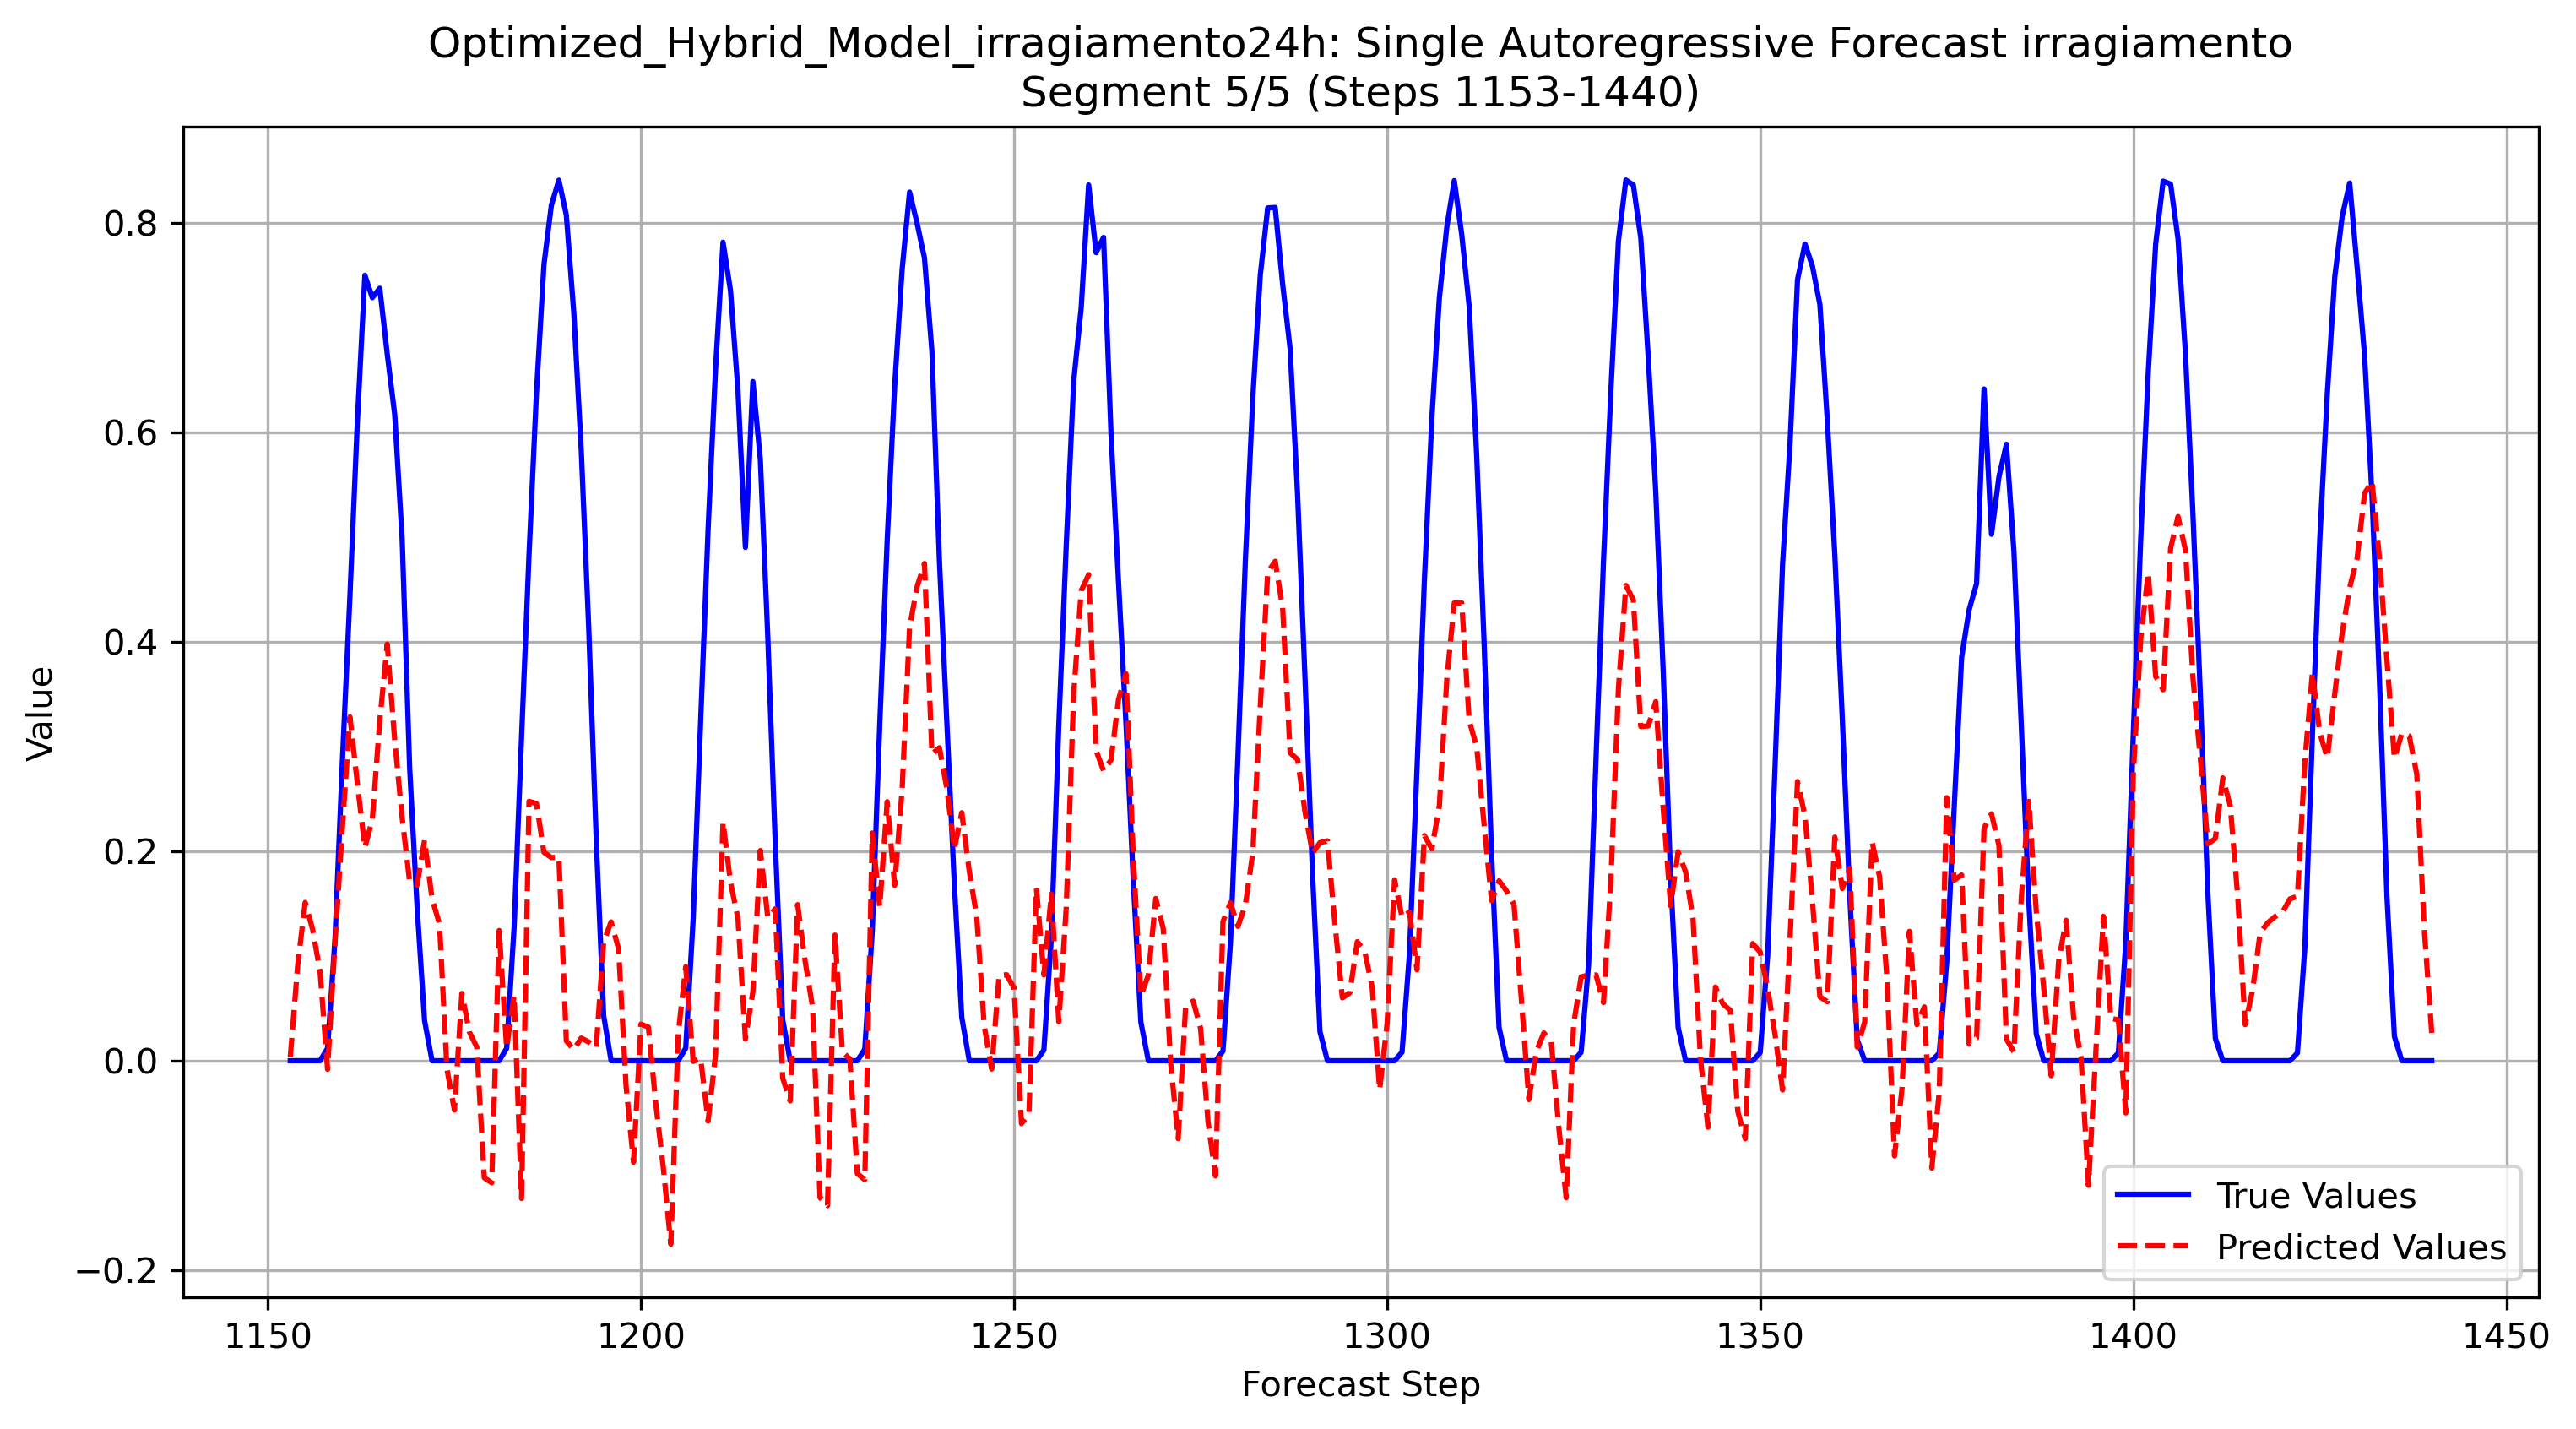 Optimized_Hybrid_Model_irragiamento24h: Single Autoregressive Forecast irragiamento
Segment 5/5 (Steps 1153-1440)
Value
0.8
0.6
0.4
0.2
0.0
−0.2
True Values
Predicted Values
1150 1200 1250 1300 1350 1400 1450
Forecast Step